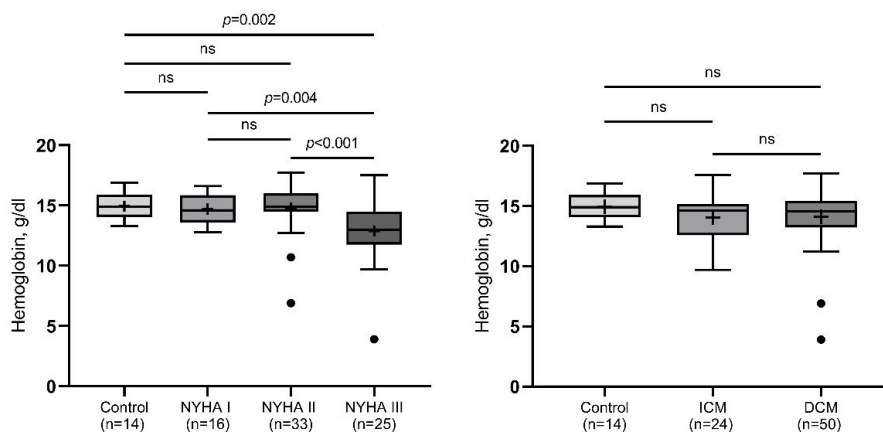 p=0.002
ns
ns
p=0.004
ns
p<0.001
Hemoglobin, g/dl
20
15
10
5
0
Control
(n=14)
NYHA I
(n=16)
NYHA II
(n=33)
NYHA III
(n=25)
ns
ns
ns
Hemoglobin, g/dl
20
15
10
5
0
Control
(n=14)
ICM
(n=24)
DCM
(n=50)